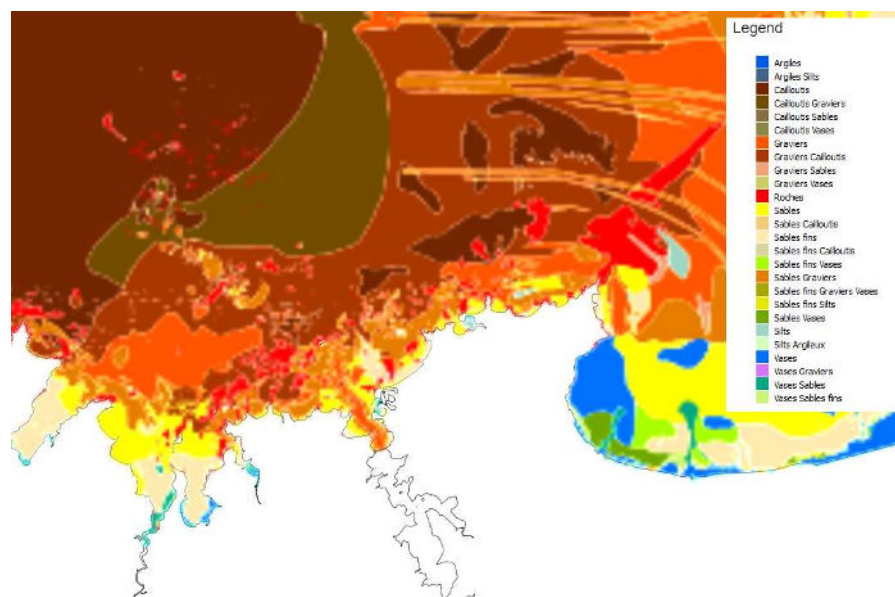 Legend
Argiles
Argiles Silts
Cailloutis
Cailloutis Graviers
Cailloutis Sables
Cailloutis Vases
Graviers
Graviers Cailloutis
Graviers Sables
Graviers Vases
Roches
Sables
Sables Cailloutis
Sables fins
Sables fins Cailloutis
Sables fins Vases
Sables Graviers
Sables fins Graviers Vases
Sables fins Silts
Sables Vases
Silts
Silts Argileux
Vases
Vases Graviers
Vases Sables
Vases Sables fins